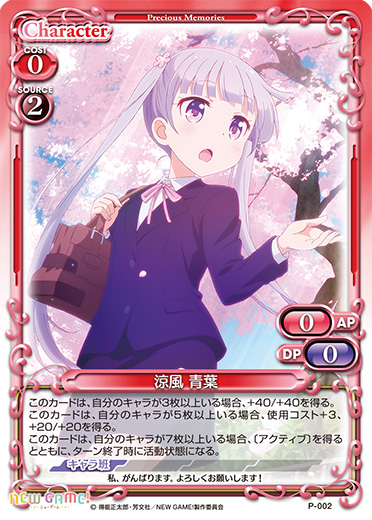 Precious Memories
Character
COST
0
SOURCE
2
0 AP
DP 0
涼風 青葉
このカードは、自分のキャラが3枚以上いる場合、+40/+40を得る。
このカードは、自分のキャラが5枚以上いる場合、使用コスト+3、
+20/+20を得る。
このカードは、自分のキャラが7枚以上いる場合、〔アクティブ〕を得る
とともに、ターン終了時に活動状態になる。
キャラ班
NEW GAME!
私、がんばります。よろしくお願いします!
© 得能正太郎・芳文社/NEW GAME!製作委員会
P-002